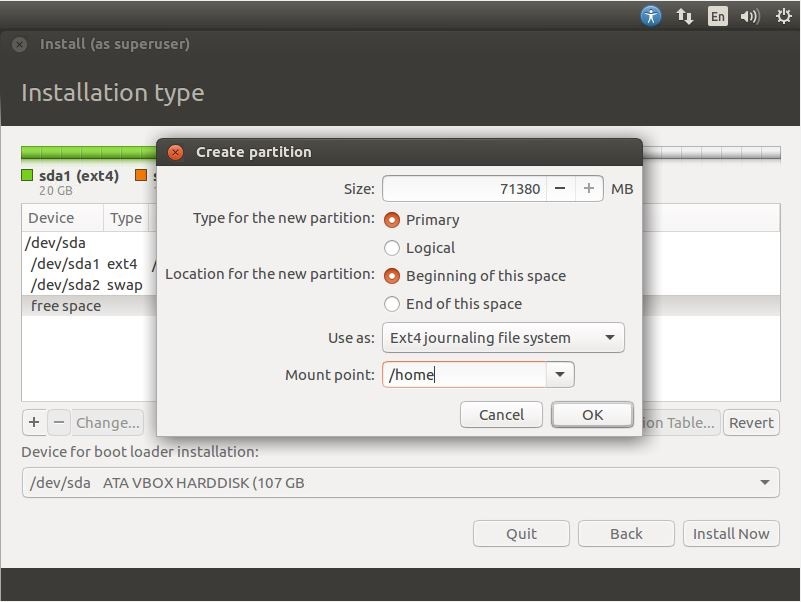 En
Install (as superuser)
Installation type
Create partition
sda1 (ext4)
20 GB
Size: 71380 MB
Type for the new partition: Primary
Logical
Location for the new partition: Beginning of this space
End of this space
Use as: Ext4 journaling file system
Mount point: /home
Cancel OK
Device Type
/dev/sda
/dev/sda1 ext4 /
/dev/sda2 swap
free space
+ − Change... ion Table... Revert
Device for boot loader installation:
/dev/sda ATA VBOX HARDDISK (107 GB
Quit Back Install Now